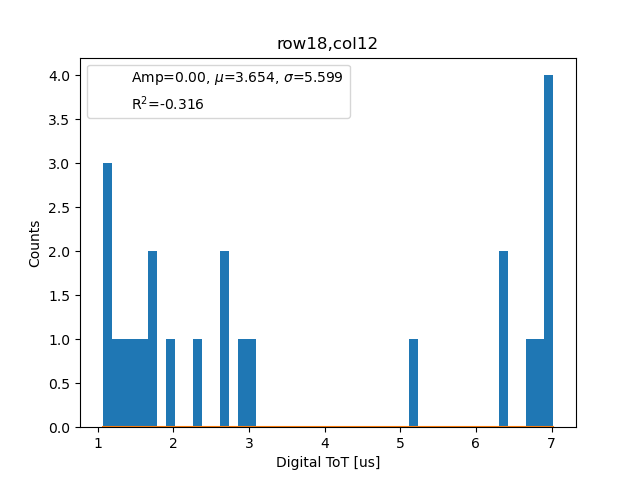 row18,col12
Amp=0.00, μ=3.654, σ=5.599
R²=-0.316
4.0
3.5
3.0
2.5
2.0
1.5
1.0
0.5
0.0
Counts
1 2 3 4 5 6 7
Digital ToT [us]